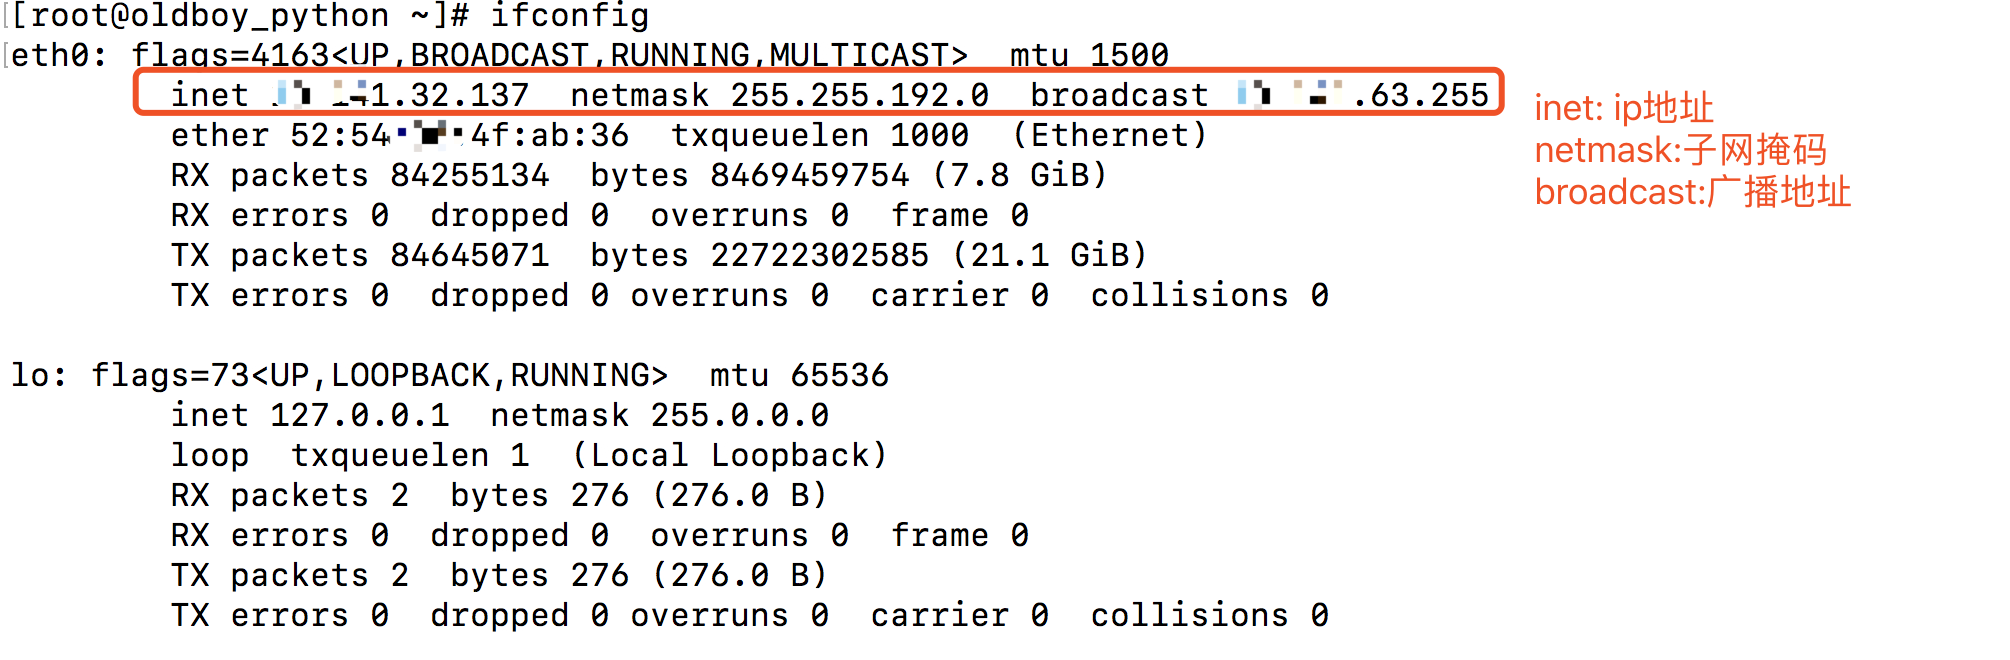 [root@oldboy_python ~]# ifconfig
eth0: flags=4163<UP,BROADCAST,RUNNING,MULTICAST>  mtu 1500
inet 41.32.137  netmask 255.255.192.0  broadcast .63.255
ether 52:54 4f:ab:36  txqueuelen 1000  (Ethernet)
RX packets 84255134  bytes 8469459754 (7.8 GiB)
RX errors 0  dropped 0  overruns 0  frame 0
TX packets 84645071  bytes 22722302585 (21.1 GiB)
TX errors 0  dropped 0 overruns 0  carrier 0  collisions 0
lo: flags=73<UP,LOOPBACK,RUNNING>  mtu 65536
inet 127.0.0.1  netmask 255.0.0.0
loop  txqueuelen 1  (Local Loopback)
RX packets 2  bytes 276 (276.0 B)
RX errors 0  dropped 0  overruns 0  frame 0
TX packets 2  bytes 276 (276.0 B)
TX errors 0  dropped 0 overruns 0  carrier 0  collisions 0
inet: ip地址
netmask:子网掩码
broadcast:广播地址